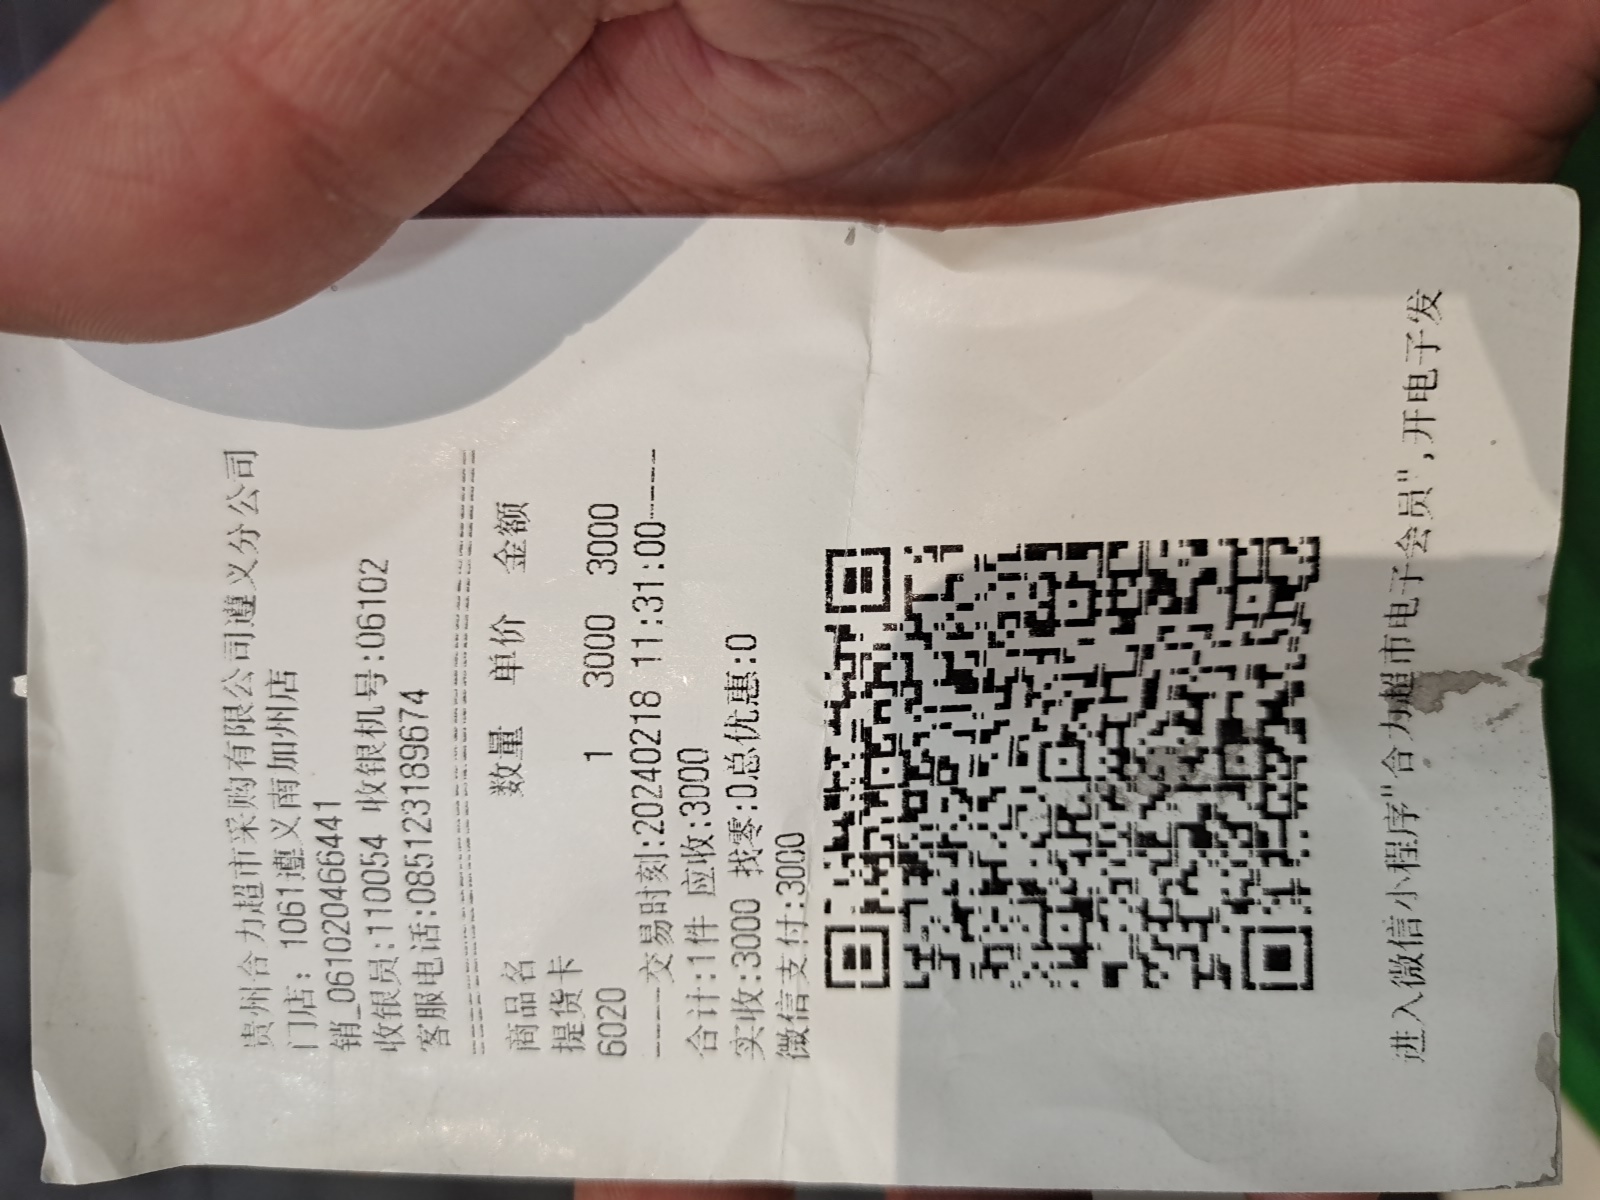 贵州合力超市采购有限公司遵义分公司
门店: 1061遵义南加州店
销_061020466441
收银员:110054 收银机号:06102
客服电话:085123189674
================================
商品名 数量 单价 金额
提货卡
6020 1 3000 3000
----交易时刻:20240218 11:31:00----
合计:1件 应收:3000
实收:3000 找零:0总优惠:0
微信支付:3000
进入微信小程序"合力超市电子会员",开电子发